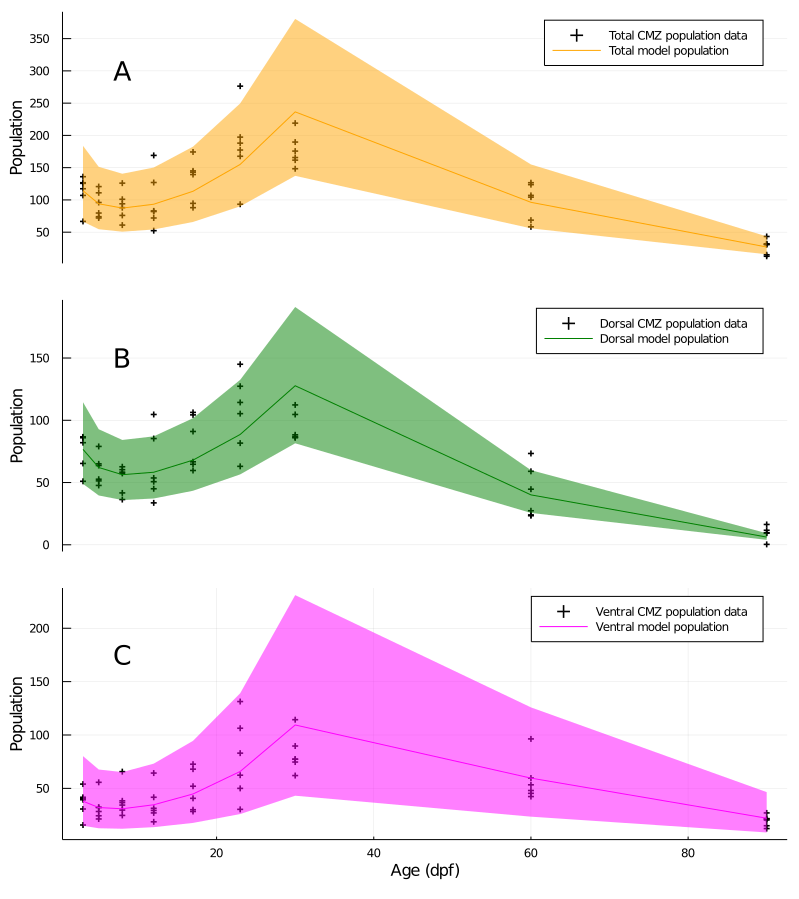 Total CMZ population data
Total model population
A
Population
350
300
250
200
150
100
50
Dorsal CMZ population data
Dorsal model population
B
Population
150
100
50
0
Ventral CMZ population data
Ventral model population
C
Population
200
150
100
50
20 40 60 80
Age (dpf)